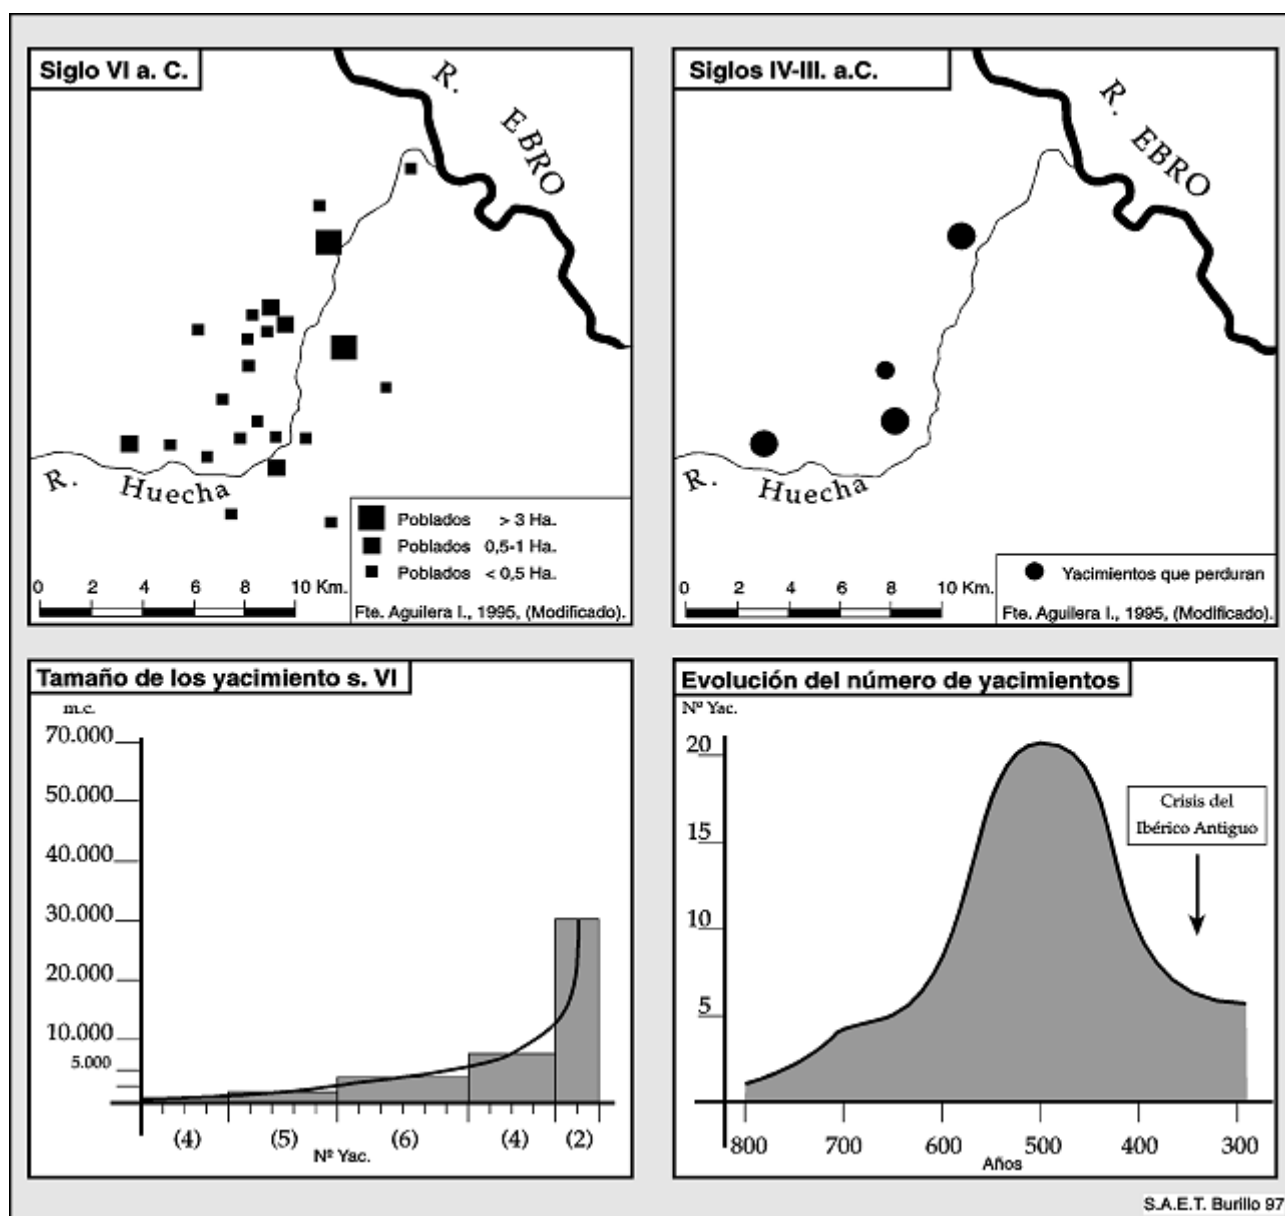 Siglo VI a. C.
R. EBRO
R. Huecha
Poblados > 3 Ha.
Poblados 0,5-1 Ha.
Poblados < 0,5 Ha.
0 2 4 6 8 10 Km.
Fte. Aguilera I., 1995, (Modificado).
Siglos IV-III. a.C.
R. EBRO
R. Huecha
Yacimientos que perduran
0 2 4 6 8 10 Km.
Fte. Aguilera I., 1995, (Modificado).
Tamaño de los yacimiento s. VI
m.c.
70.000
50.000
40.000
30.000
20.000
10.000
5.000
(4) (5) (6) (4) (2)
Nº Yac.
Evolución del número de yacimientos
Nº Yac.
20
15
10
5
Crisis del
Ibérico Antiguo
800 700 600 500 400 300
Años
S.A.E.T. Burillo 97